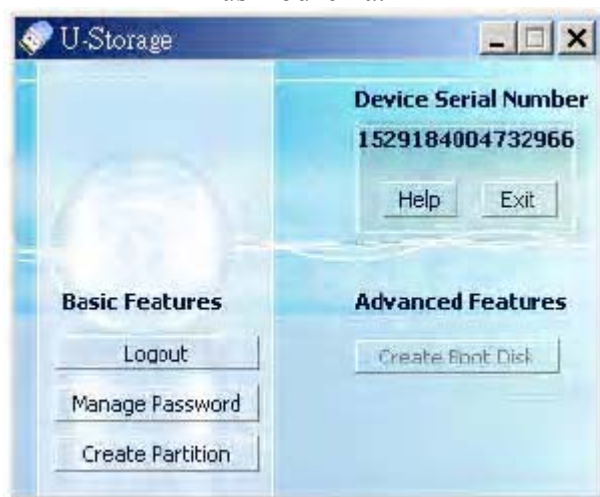 U-Storage
Device Serial Number
1529184004732966
Help Exit
Basic Features
Advanced Features
Logout
Create Boot Disk
Manage Password
Create Partition